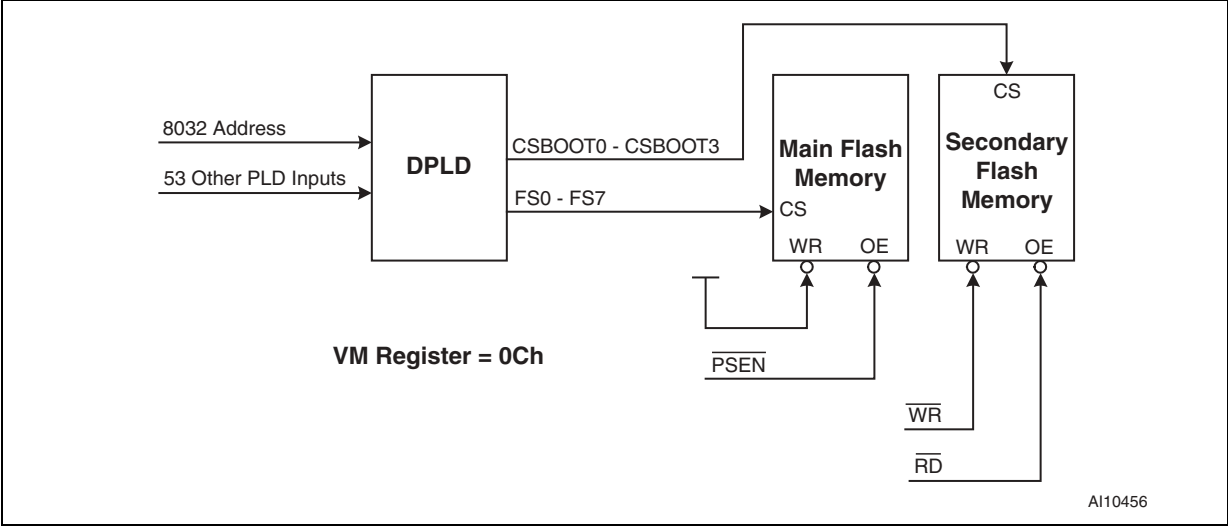 8032 Address
53 Other PLD Inputs
DPLD
CSBOOT0 - CSBOOT3
FS0 - FS7
Main Flash
Memory
CS
WR OE
CS
Secondary
Flash
Memory
WR OE
VM Register = 0Ch
PSEN
WR
RD
AI10456